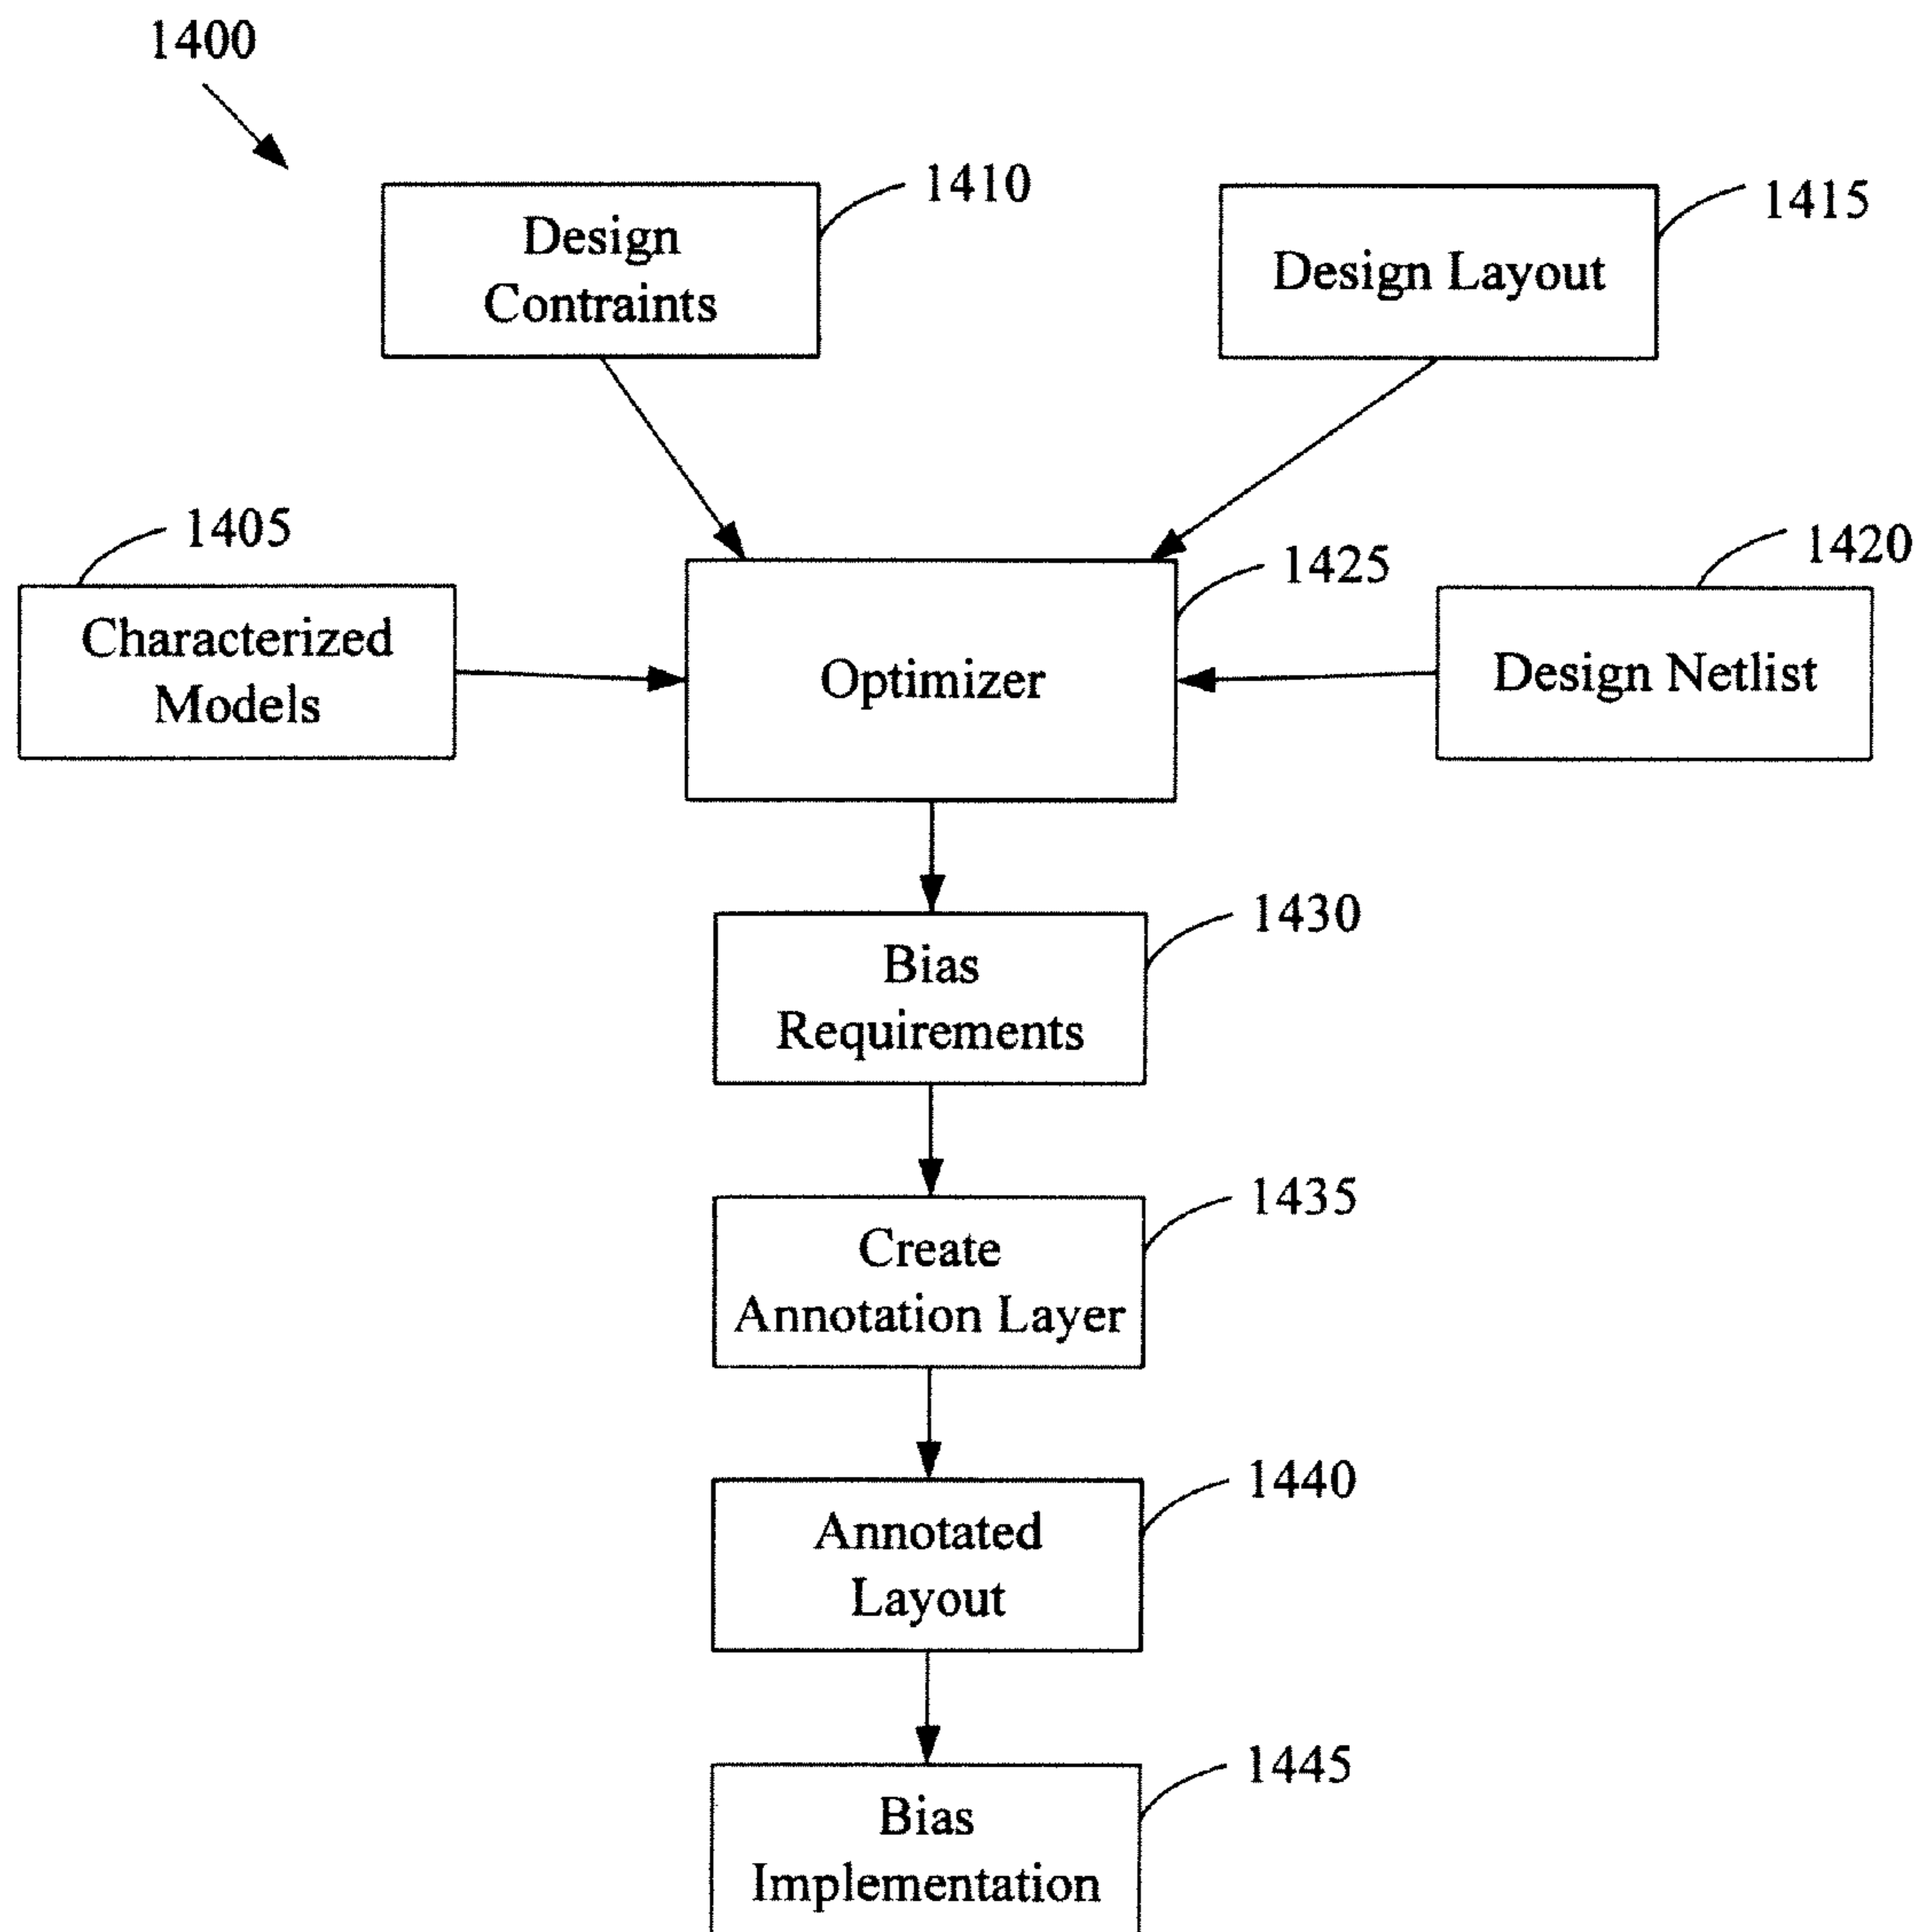 1400
1410
Design
Contraints
1415
Design Layout
1405
Characterized
Models
1425
Optimizer
1420
Design Netlist
1430
Bias
Requirements
1435
Create
Annotation Layer
1440
Annotated
Layout
1445
Bias
Implementation